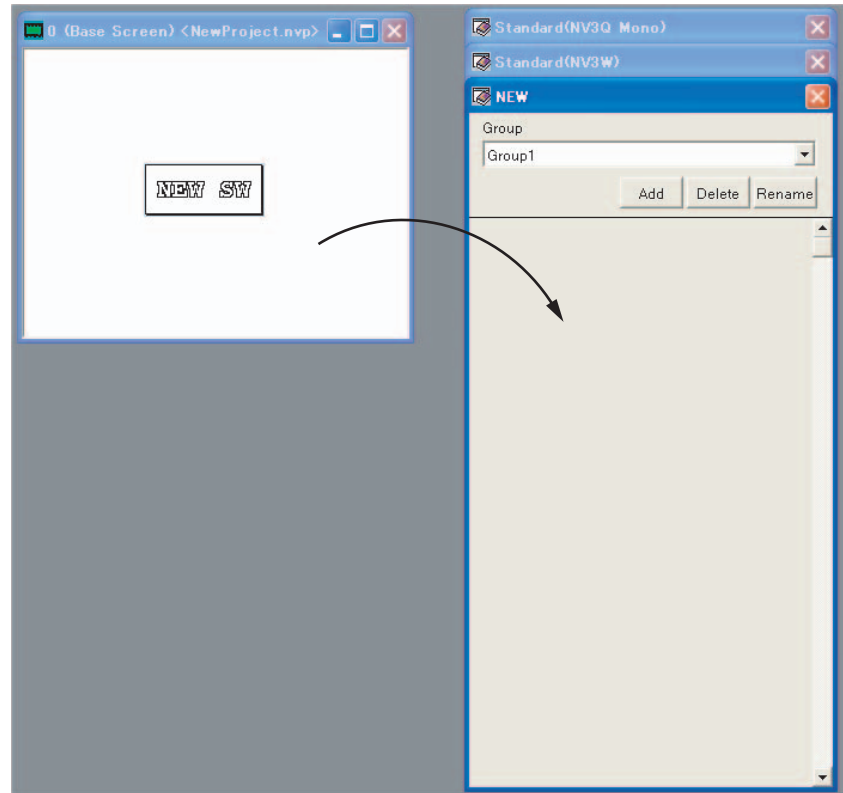 0 (Base Screen) <NewProject.nvp>
NEW SW
Standard(NV3Q Mono)
Standard(NV3W)
NEW
Group
Group1
Add Delete Rename